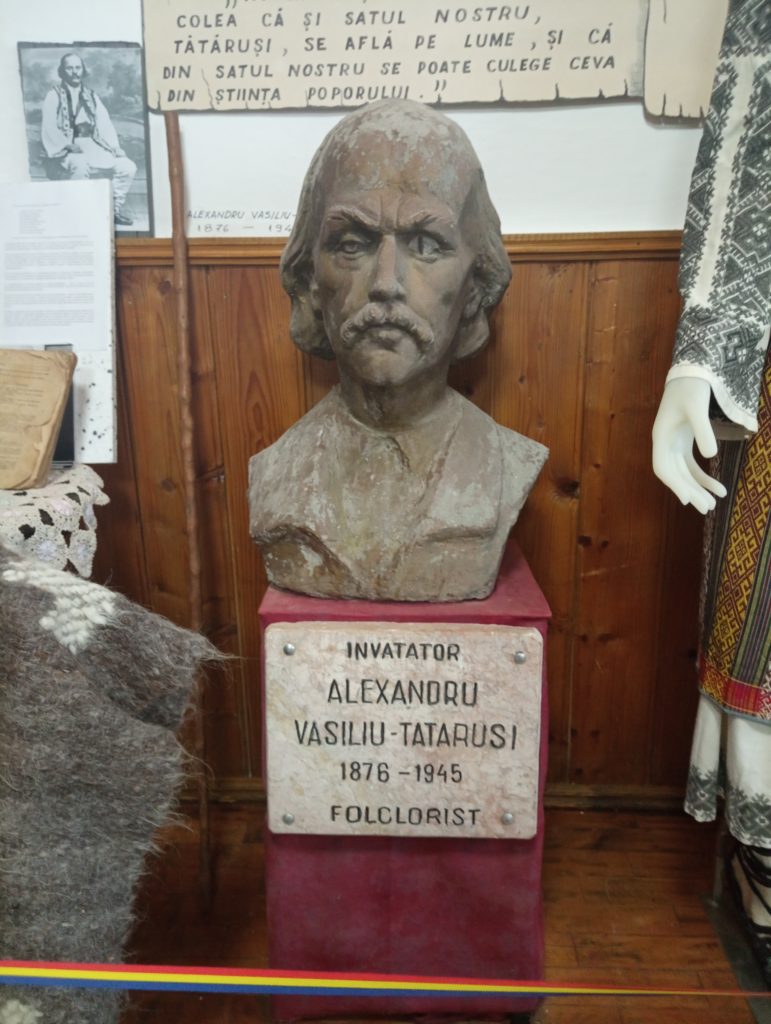 COLEA CĂ ȘI SATUL NOSTRU,
TĂTĂRUȘI, SE AFLĂ PE LUME, ȘI CĂ
DIN SATUL NOSTRU SE POATE CULEGE CEVA
DIN ȘTIINȚA POPORULUI."
ALEXANDRU VASILIU-
1876 — 194
INVATATOR
ALEXANDRU
VASILIU-TATARUSI
1876-1945
FOLCLORIST